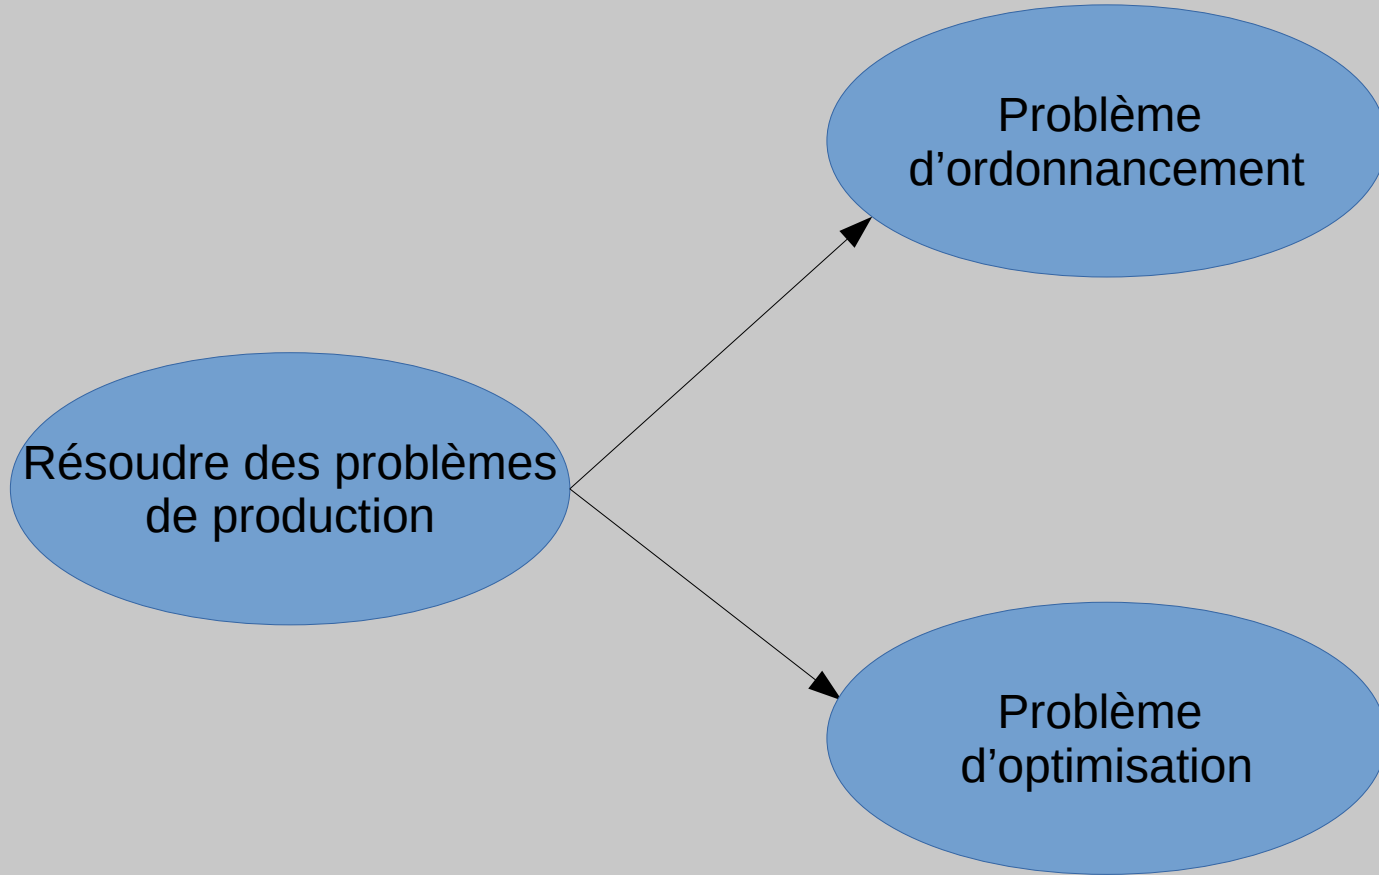 Problème
d’ordonnancement
Résoudre des problèmes
de production
Problème
d’optimisation